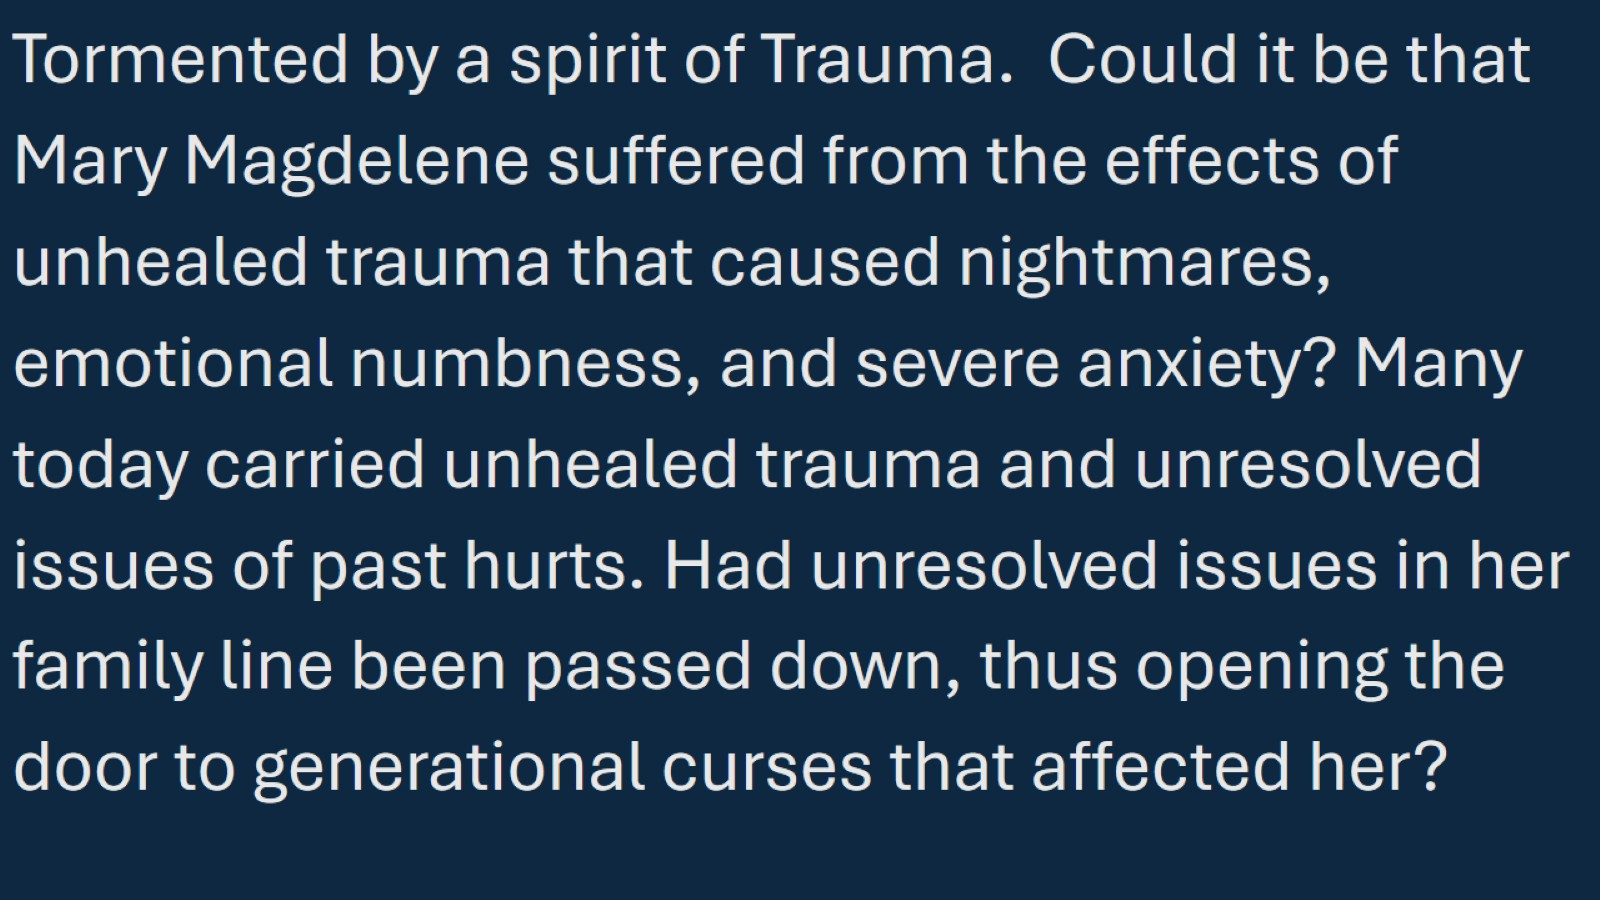 Tormented by a spirit of Trauma.  Could it be that
Mary Magdelene suffered from the effects of
unhealed trauma that caused nightmares,
emotional numbness, and severe anxiety? Many
today carried unhealed trauma and unresolved
issues of past hurts. Had unresolved issues in her
family line been passed down, thus opening the
door to generational curses that affected her?